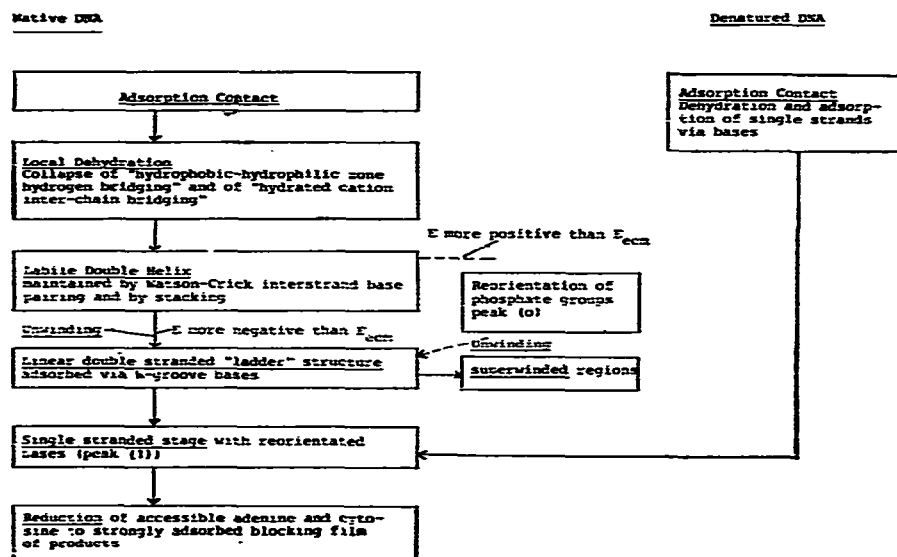 Native DNA
Denatured DNA
Adsorption Contact
Adsorption Contact
Dehydration and adsorp-
tion of single strands
via bases
Local Dehydration
Collapse of "hydrophobic-hydrophilic zone
hydrogen bridging" and of "hydrated cation
inter-chain bridging"
E more positive than E_ecm
Labile Double Helix
maintained by Watson-Crick interstrand base
pairing and by stacking
Reorientation of
phosphate groups
peak (o)
Unwinding
E more negative than E_ecm
Unwinding
Linear double stranded "ladder" structure
adsorbed via groove bases
superwinded regions
Single stranded stage with reorientated
bases (peak (1))
Reduction of accessible adenine and cyto-
sine to strongly adsorbed blocking film
of products